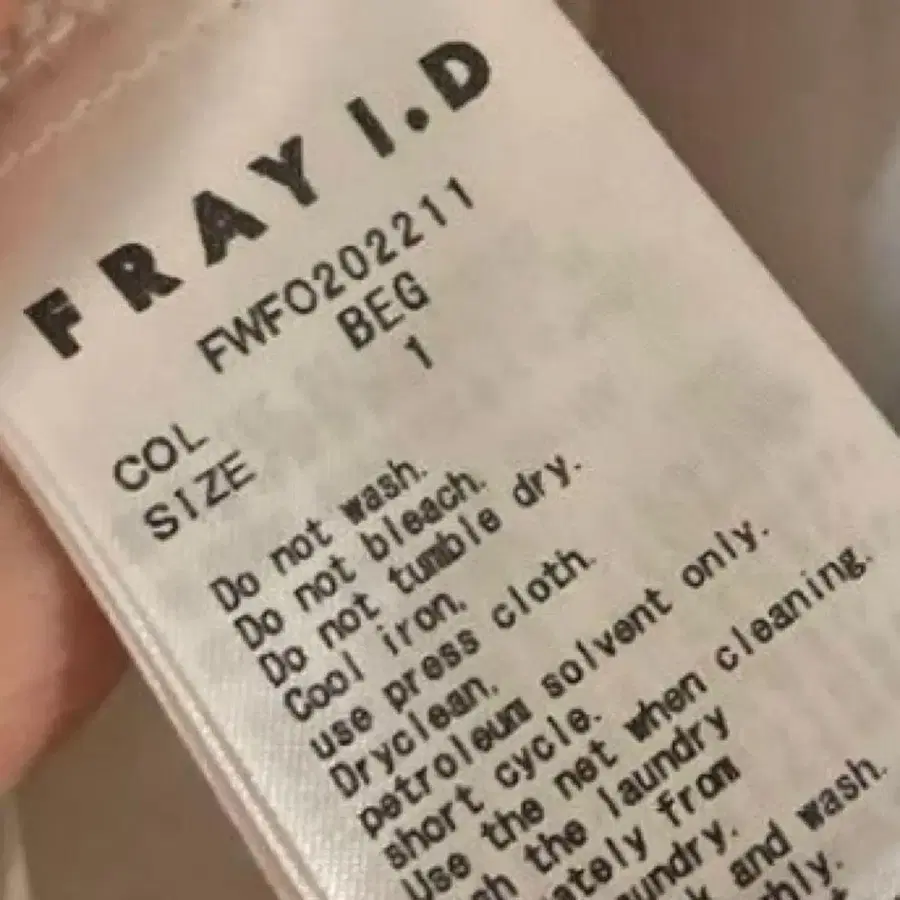 FRAY I.D
FWFO202211
COL BEG
SIZE 1
Do not wash.
Do not bleach.
Do not tumble dry.
Cool iron.
use press cloth.
Dryclean.
petroleum solvent only.
short cycle.
Use the net when cleaning.
the laundry
from
and wash.